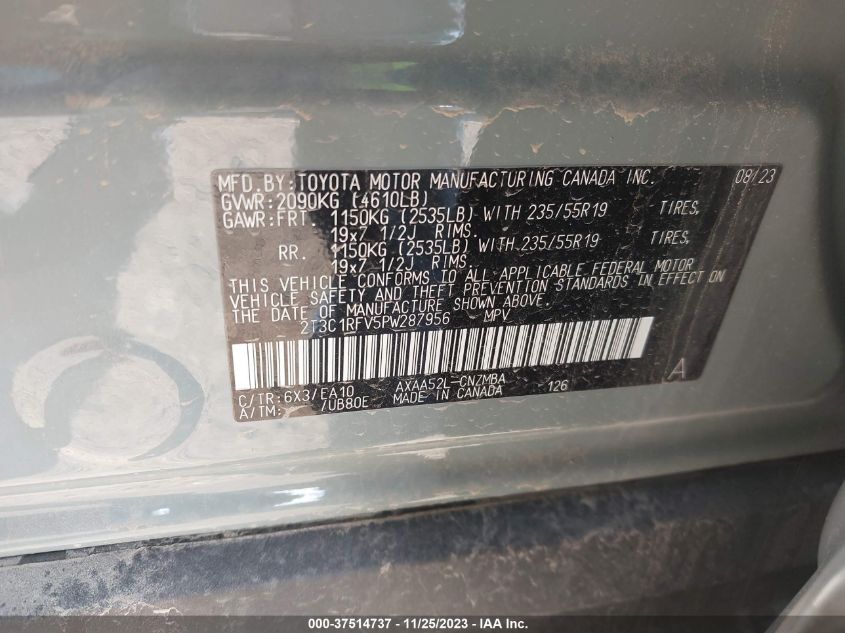 MFD.BY:TOYOTA MOTOR MANUFACTURING CANADA INC. 08/23
GVWR:2090KG (4610LB)
GAWR:FRT. 1150KG (2535LB) WITH 235/55R19 TIRES,
19x7 1/2J RIMS.
RR. 1150KG (2535LB) WITH 235/55R19 TIRES,
19x7 1/2J RIMS.
THIS VEHICLE CONFORMS TO ALL APPLICABLE FEDERAL MOTOR
VEHICLE SAFETY AND THEFT PREVENTION STANDARDS IN EFFECT ON
THE DATE OF MANUFACTURE SHOWN ABOVE.
2T3C1RFV5PW287956 MPV
C/TR:6X3/EA10 AXAA52L-CNZMBA A
A/TM: /UB80E MADE IN CANADA 126
000-37514737 - 11/25/2023 - IAA Inc.